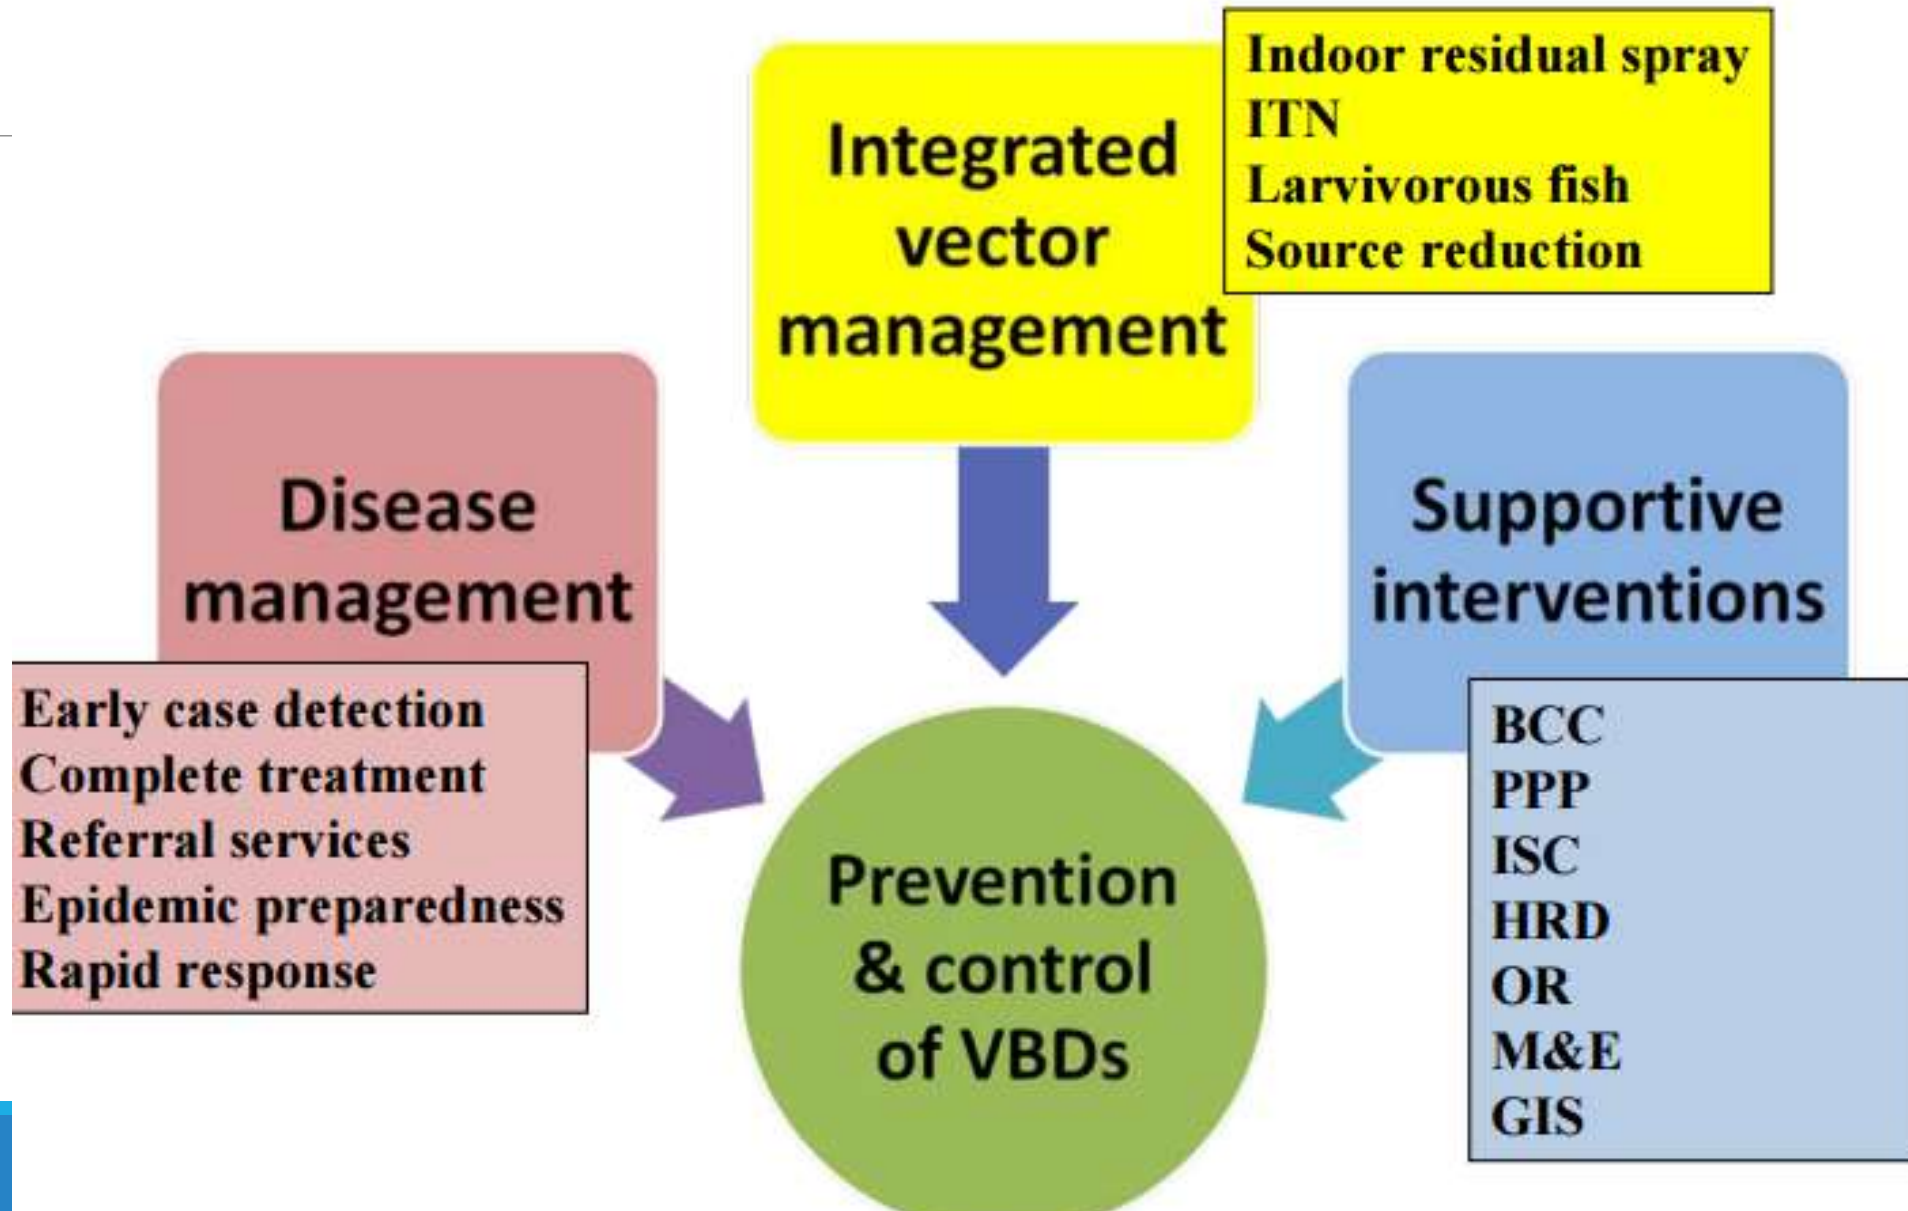 Integrated
vector
management
Indoor residual spray
ITN
Larvivorous fish
Source reduction
Disease
management
Early case detection
Complete treatment
Referral services
Epidemic preparedness
Rapid response
Supportive
interventions
BCC
PPP
ISC
HRD
OR
M&E
GIS
Prevention
& control
of VBDs